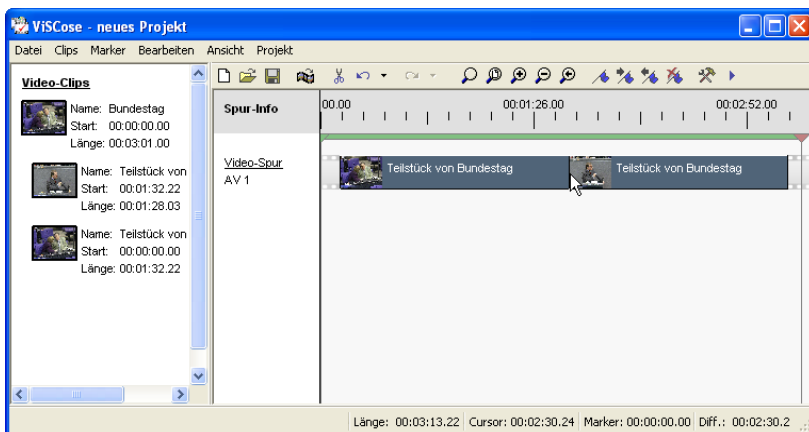 ViSCose - neues Projekt
Datei Clips Marker Bearbeiten Ansicht Projekt
Video-Clips
Name: Bundestag
Start: 00:00:00.00
Länge: 00:03:01.00
Name: Teilstück von
Start: 00:01:32.22
Länge: 00:01:28.03
Name: Teilstück von
Start: 00:00:00.00
Länge: 00:01:32.22
Spur-Info
00.00 00:01:26.00 00:02:52.00
Video-Spur
AV 1
Teilstück von Bundestag Teilstück von Bundestag
Länge: 00:03:13.22 Cursor: 00:02:30.24 Marker: 00:00:00.00 Diff.: 00:02:30.2